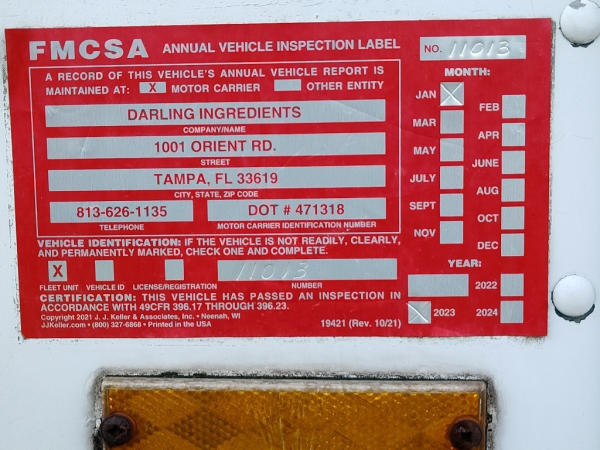 FMCSA ANNUAL VEHICLE INSPECTION LABEL
NO. 11013
A RECORD OF THIS VEHICLE'S ANNUAL VEHICLE REPORT IS
MAINTAINED AT: X MOTOR CARRIER OTHER ENTITY
DARLING INGREDIENTS
COMPANY/NAME
1001 ORIENT RD.
STREET
TAMPA, FL 33619
CITY, STATE, ZIP CODE
813-626-1135 DOT # 471318
TELEPHONE MOTOR CARRIER IDENTIFICATION NUMBER
VEHICLE IDENTIFICATION: IF THE VEHICLE IS NOT READILY, CLEARLY,
AND PERMANENTLY MARKED, CHECK ONE AND COMPLETE.
X 11013
FLEET UNIT VEHICLE ID LICENSE/REGISTRATION NUMBER
CERTIFICATION: THIS VEHICLE HAS PASSED AN INSPECTION IN
ACCORDANCE WITH 49CFR 396.17 THROUGH 396.23.
Copyright 2021 J. J. Keller & Associates, Inc. • Neenah, WI
JJKeller.com • (800) 327-6868 • Printed in the USA 19421 (Rev. 10/21)
MONTH:
JAN X
FEB
MAR
APR
MAY
JUNE
JULY
AUG
SEPT
OCT
NOV
DEC
YEAR:
2022
X 2023 2024